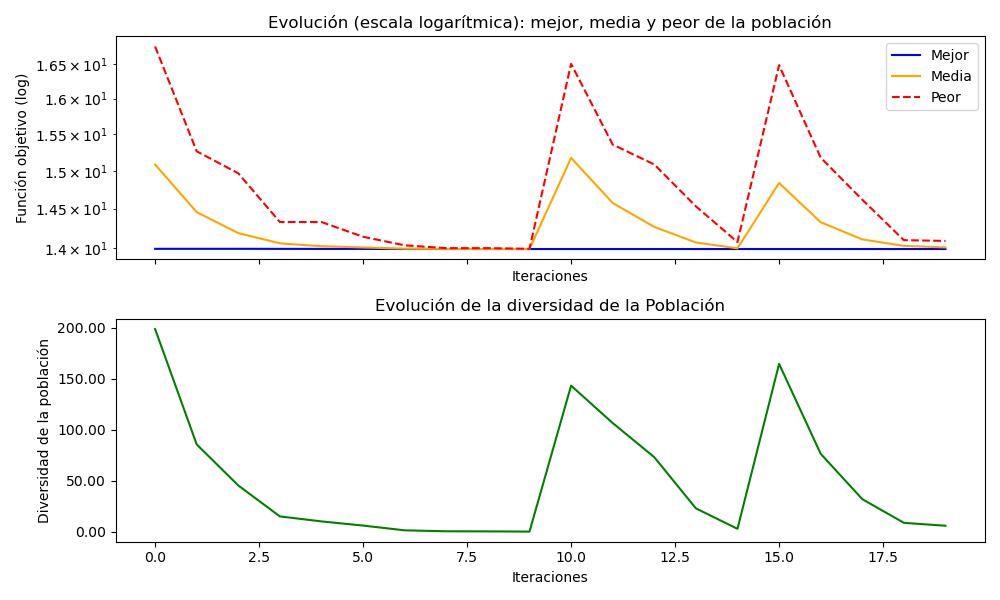 Evolución (escala logarítmica): mejor, media y peor de la población
Función objetivo (log)
1.65 × 10¹
1.6 × 10¹
1.55 × 10¹
1.5 × 10¹
1.45 × 10¹
1.4 × 10¹
Mejor
Media
Peor
Iteraciones
Evolución de la diversidad de la Población
Diversidad de la población
200.00
150.00
100.00
50.00
0.00
0.0 2.5 5.0 7.5 10.0 12.5 15.0 17.5
Iteraciones